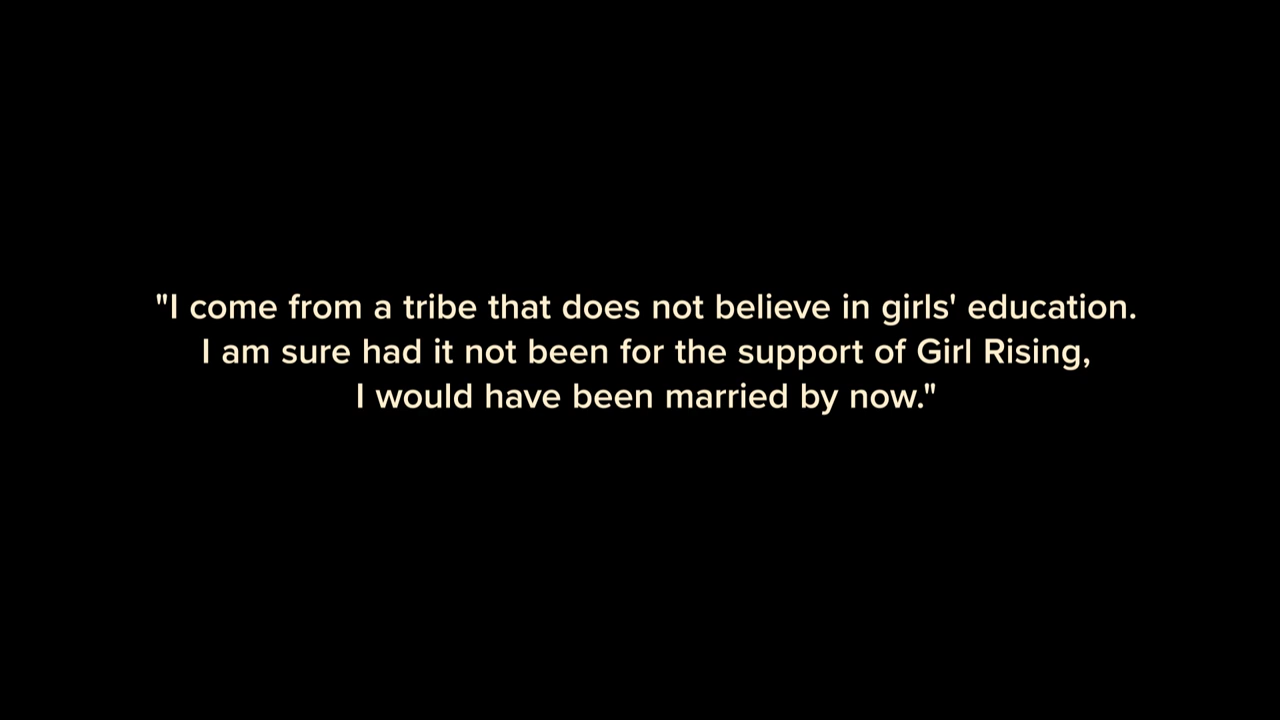 "I come from a tribe that does not believe in girls' education.
I am sure had it not been for the support of Girl Rising,
I would have been married by now."